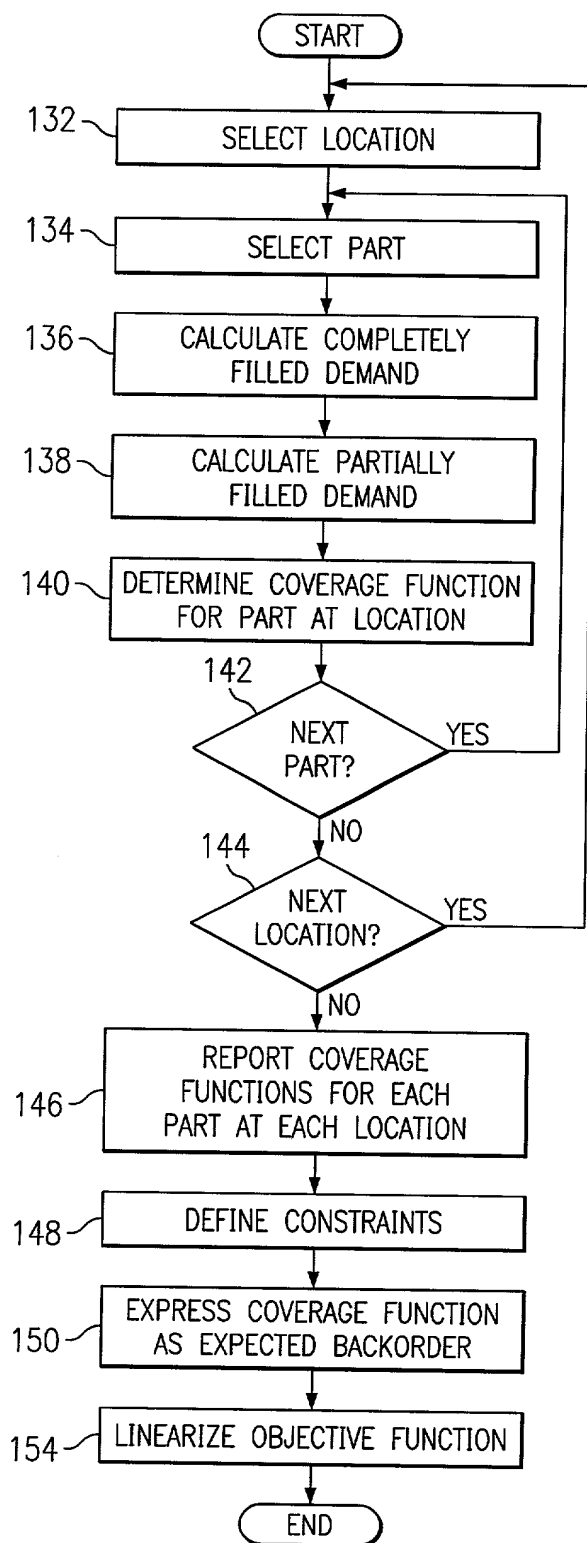 START
132
SELECT LOCATION
134
SELECT PART
136
CALCULATE COMPLETELY
FILLED DEMAND
138
CALCULATE PARTIALLY
FILLED DEMAND
140
DETERMINE COVERAGE FUNCTION
FOR PART AT LOCATION
142
NEXT
PART?
YES
NO
144
NEXT
LOCATION?
YES
NO
146
REPORT COVERAGE
FUNCTIONS FOR EACH
PART AT EACH LOCATION
148
DEFINE CONSTRAINTS
150
EXPRESS COVERAGE FUNCTION
AS EXPECTED BACKORDER
154
LINEARIZE OBJECTIVE FUNCTION
END